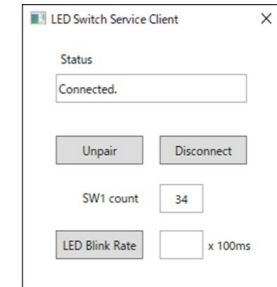 LED Switch Service Client
Status
Connected.
Unpair Disconnect
SW1 count 34
LED Blink Rate x 100ms